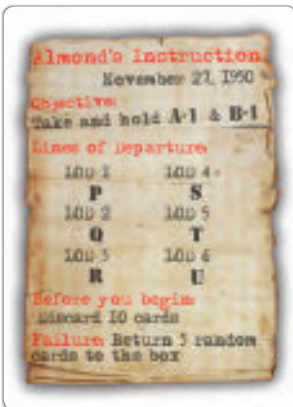 Almond's Instruction
November 27, 1950
Objective:
Take and hold A-1 & B-1
Lines of Departure:
LOD 1 LOD 4
P S
LOD 2 LOD 5
Q T
LOD 3 LOD 6
R U
Before you begin:
Discard 10 cards
Failure: Return 3 random
cards to the box